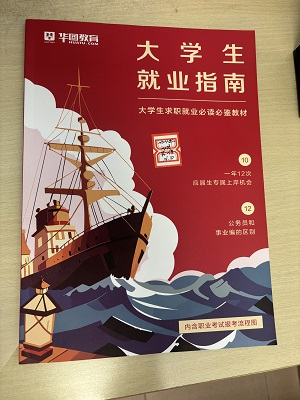 华图教育
HUATU.COM
大学生
就业指南
大学生求职就业必读必鉴教材
10
一年12次
应届生专属上岸机会
12
公务员和
事业编的区别
内含职业考试报考流程图